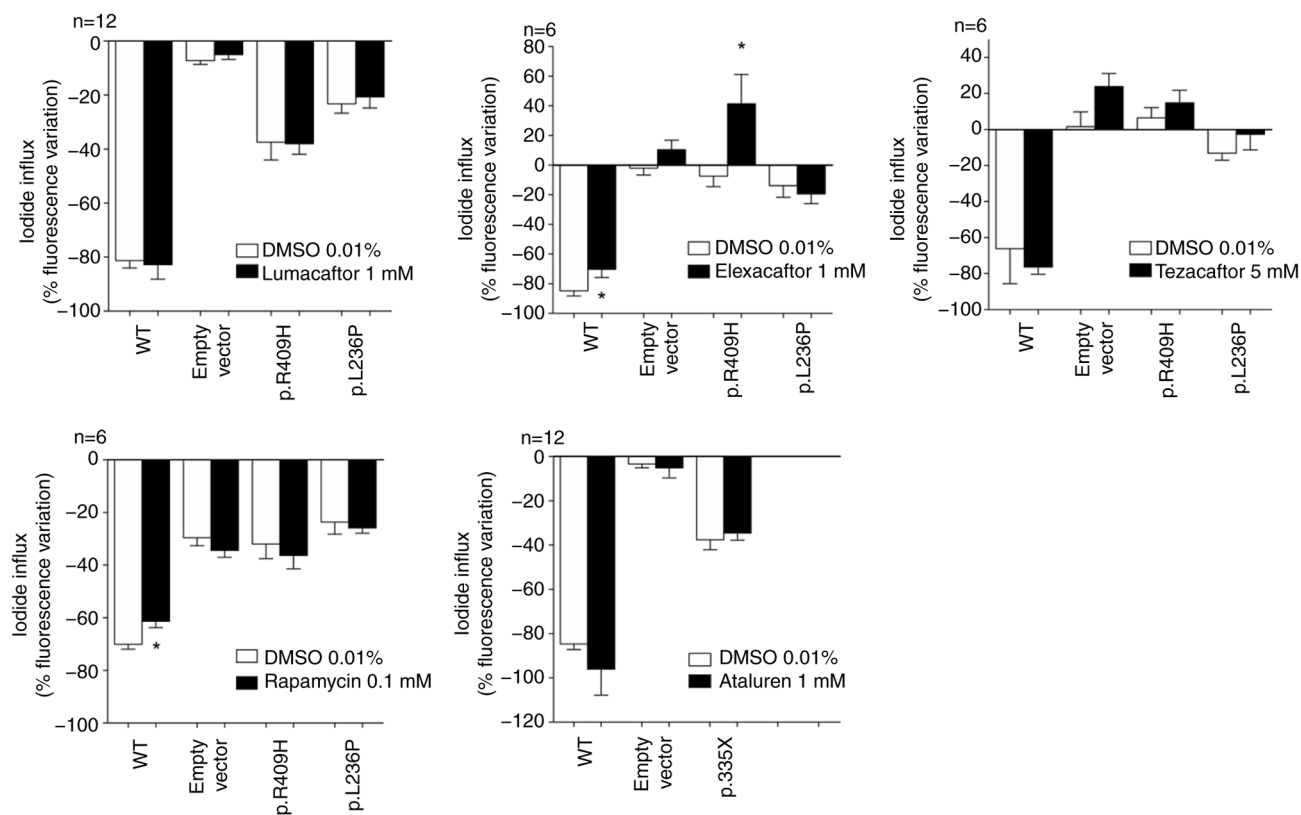 n=12
Iodide influx
(% fluorescence variation)
0
−20
−40
−60
−80
−100
DMSO 0.01%
Lumacaftor 1 mM
WT
Empty
vector
p.R409H
p.L236P
n=6
Iodide influx
(% fluorescence variation)
80
60
40
20
0
−20
−40
−60
−80
−100
*
*
DMSO 0.01%
Elexacaftor 1 mM
WT
Empty
vector
p.R409H
p.L236P
n=6
Iodide influx
(% fluorescence variation)
40
20
0
−20
−40
−60
−80
−100
DMSO 0.01%
Tezacaftor 5 mM
WT
Empty
vector
p.R409H
p.L236P
n=6
Iodide influx
(% fluorescence variation)
0
−20
−40
−60
−80
−100
*
DMSO 0.01%
Rapamycin 0.1 mM
WT
Empty
vector
p.R409H
p.L236P
n=12
Iodide influx
(% fluorescence variation)
0
−20
−40
−60
−80
−100
−120
DMSO 0.01%
Ataluren 1 mM
WT
Empty
vector
p.335X